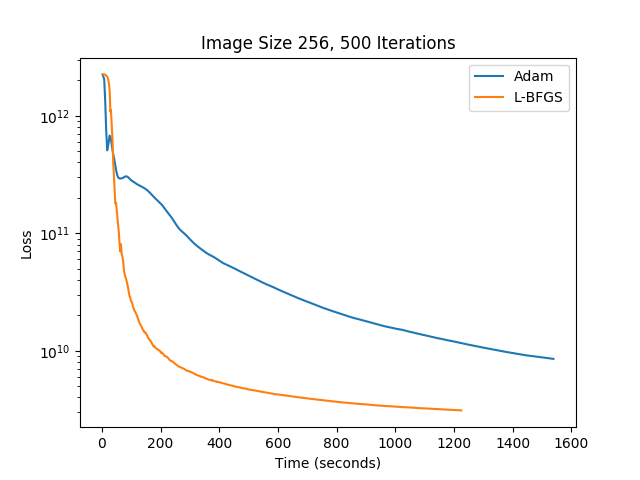 Image Size 256, 500 Iterations
Adam
L-BFGS
10^12
10^11
10^10
Loss
0 200 400 600 800 1000 1200 1400 1600
Time (seconds)